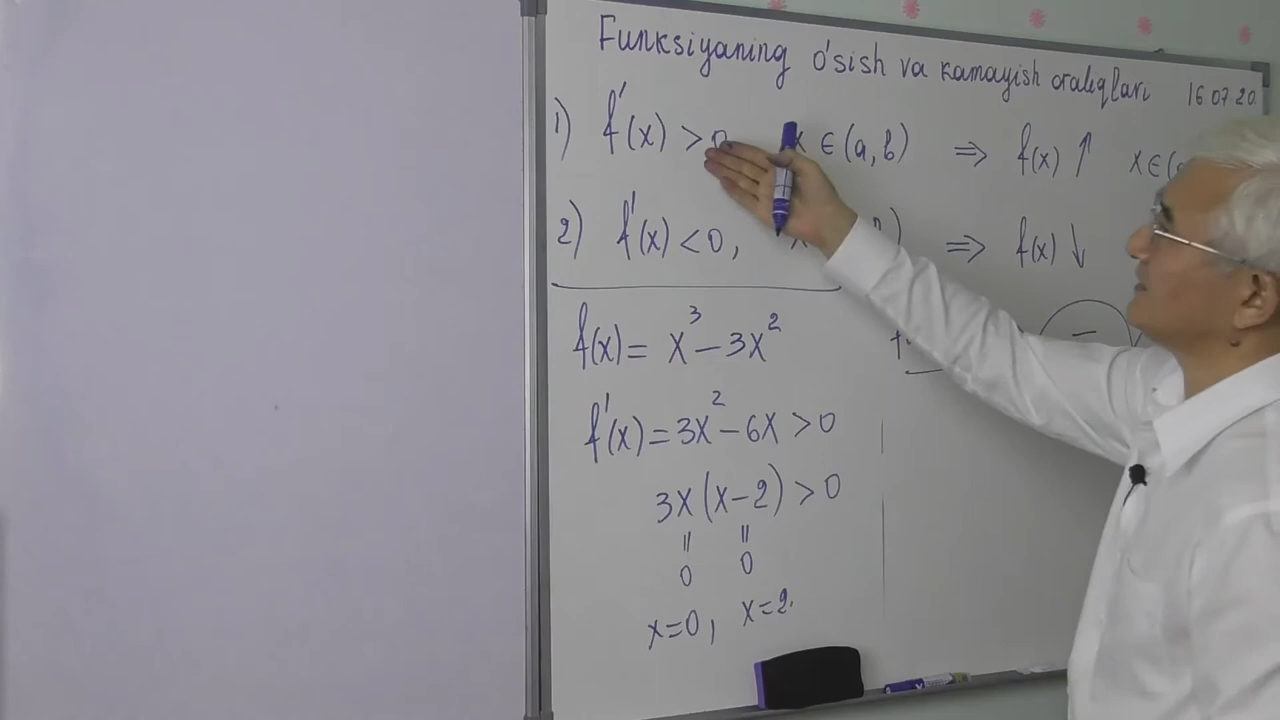 Funksiyaning o'sish va kamayish oraliqlari 16.07.20
1) f'(x) > 0 x ∈ (a, b) ⇒ f(x) ↑ x ∈ (
2) f'(x) < 0, x ) ⇒ f(x) ↓
f(x) = x³ − 3x²
−
f'(x) = 3x² − 6x > 0
3x (x − 2) > 0
॥ ॥
0 0
x = 0, x = 2.